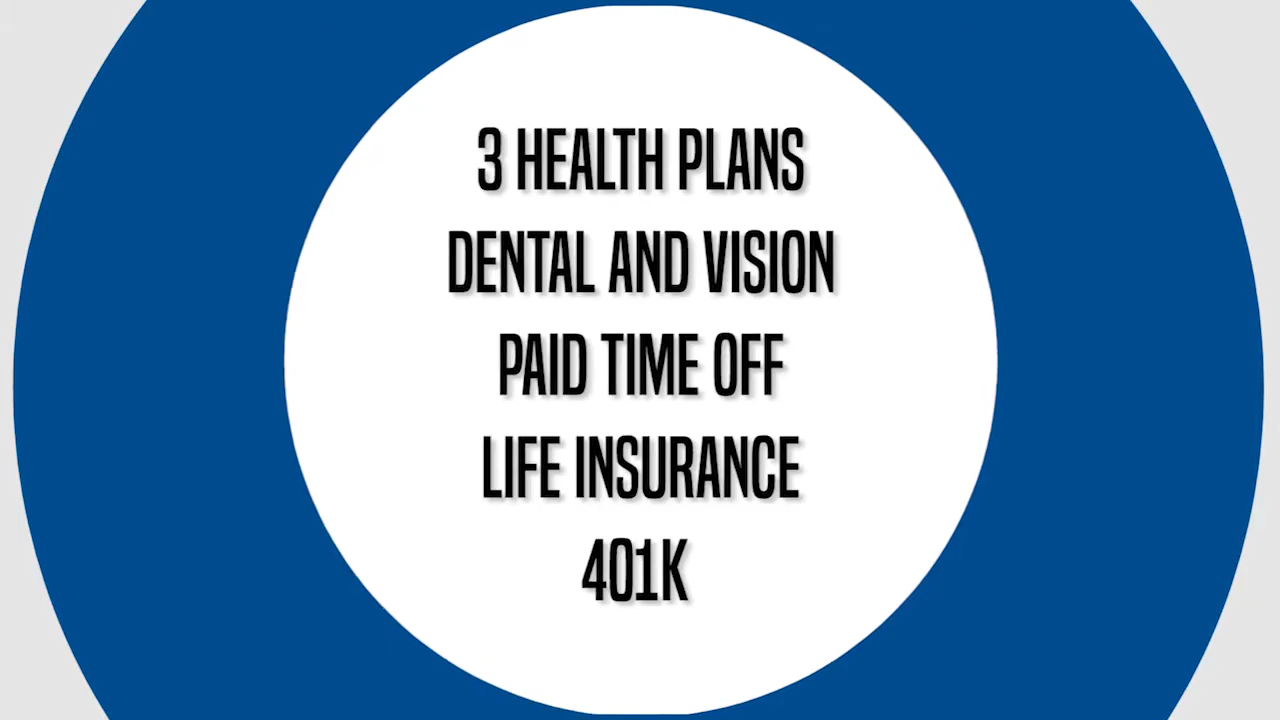 3 HEALTH PLANS
DENTAL AND VISION
PAID TIME OFF
LIFE INSURANCE
401K